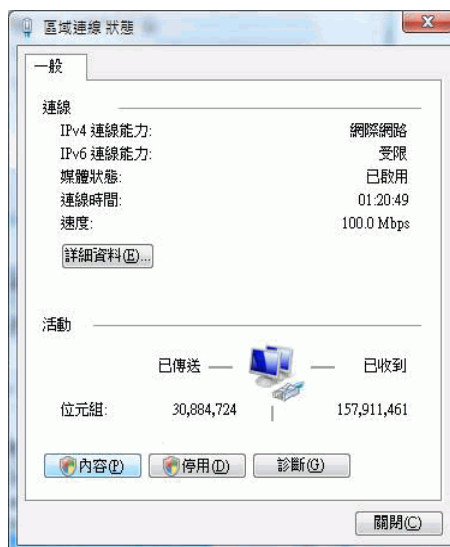 區域連線 狀態
一般
連線
IPv4 連線能力: 網際網路
IPv6 連線能力: 受限
媒體狀態: 已啟用
連線時間: 01:20:49
速度: 100.0 Mbps
詳細資料(E)...
活動
已傳送 已收到
位元組: 30,884,724 157,911,461
內容(P) 停用(D) 診斷(G)
關閉(C)